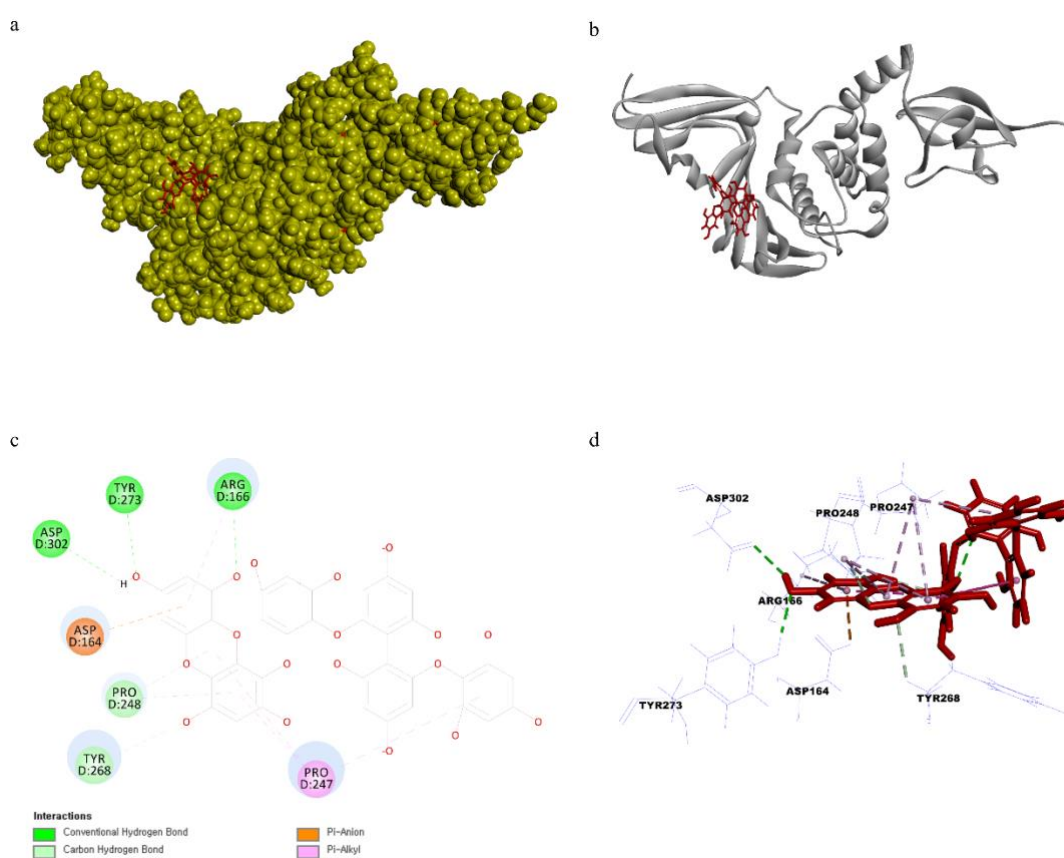 a
b
c
d
ARG
D:166
TYR
D:273
ASP
D:302
H
O
O
O
O
-O
O
O
O
O
O
O
O
ASP
D:164
O
O
O
O
O
PRO
D:248
O
O
-O
O
O
TYR
D:268
PRO
D:247
Interactions
Conventional Hydrogen Bond
Carbon Hydrogen Bond
Pi-Anion
Pi-Alkyl
ASP302
PRO248
PRO247
ARG166
TYR273
ASP164
TYR268